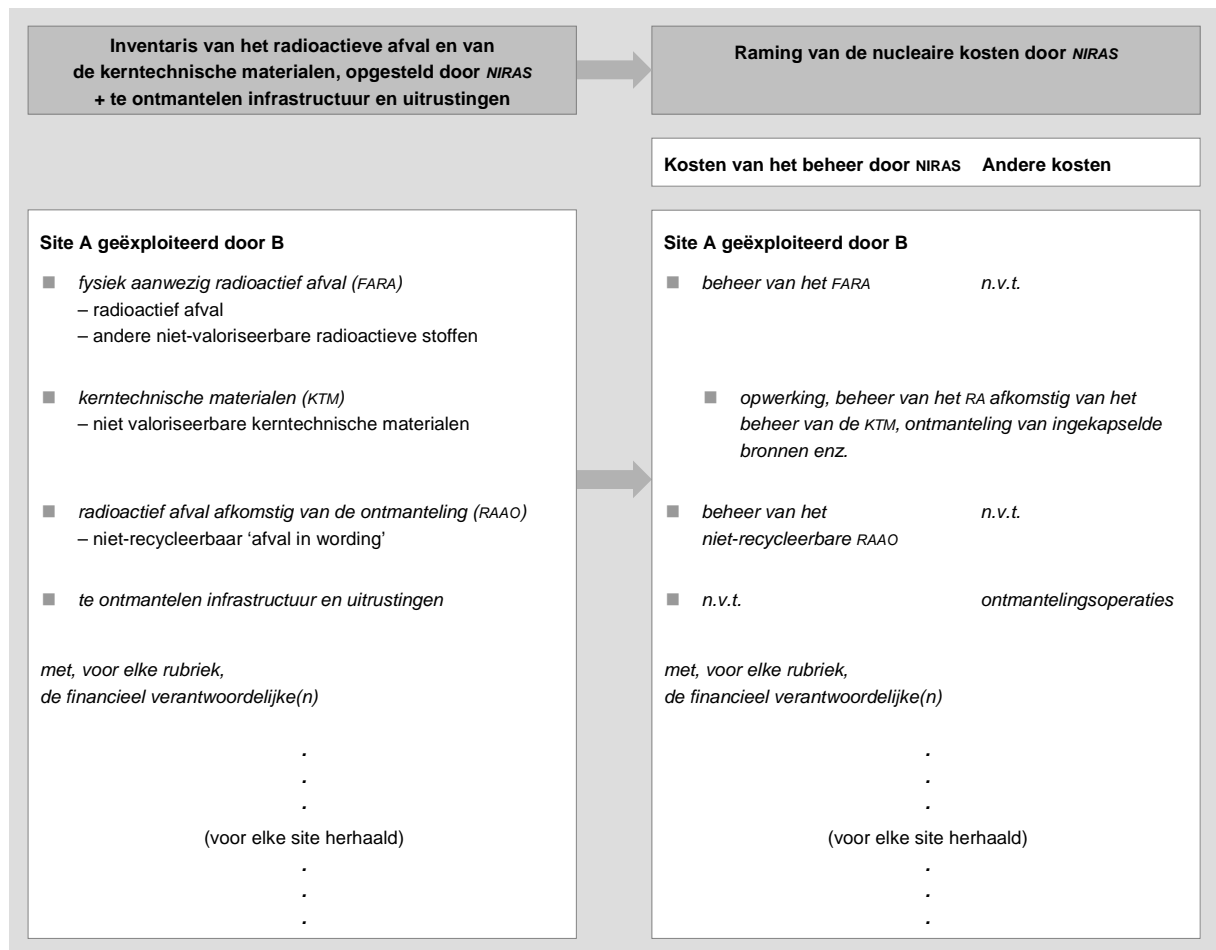 Inventaris van het radioactieve afval en van
de kerntechnische materialen, opgesteld door NIRAS
+ te ontmantelen infrastructuur en uitrustingen
Raming van de nucleaire kosten door NIRAS
Kosten van het beheer door NIRAS Andere kosten
Site A geëxploiteerd door B
fysiek aanwezig radioactief afval (FARA)
– radioactief afval
– andere niet-valoriseerbare radioactieve stoffen
kerntechnische materialen (KTM)
– niet valoriseerbare kerntechnische materialen
radioactief afval afkomstig van de ontmanteling (RAAO)
– niet-recycleerbaar ‘afval in wording’
te ontmantelen infrastructuur en uitrustingen
met, voor elke rubriek,
de financieel verantwoordelijke(n)
.
.
.
(voor elke site herhaald)
.
.
.
Site A geëxploiteerd door B
beheer van het FARA n.v.t.
opwerking, beheer van het RA afkomstig van het
beheer van de KTM, ontmanteling van ingekapselde
bronnen enz.
beheer van het n.v.t.
niet-recycleerbare RAAO
n.v.t. ontmantelingsoperaties
met, voor elke rubriek,
de financieel verantwoordelijke(n)
.
.
.
(voor elke site herhaald)
.
.
.